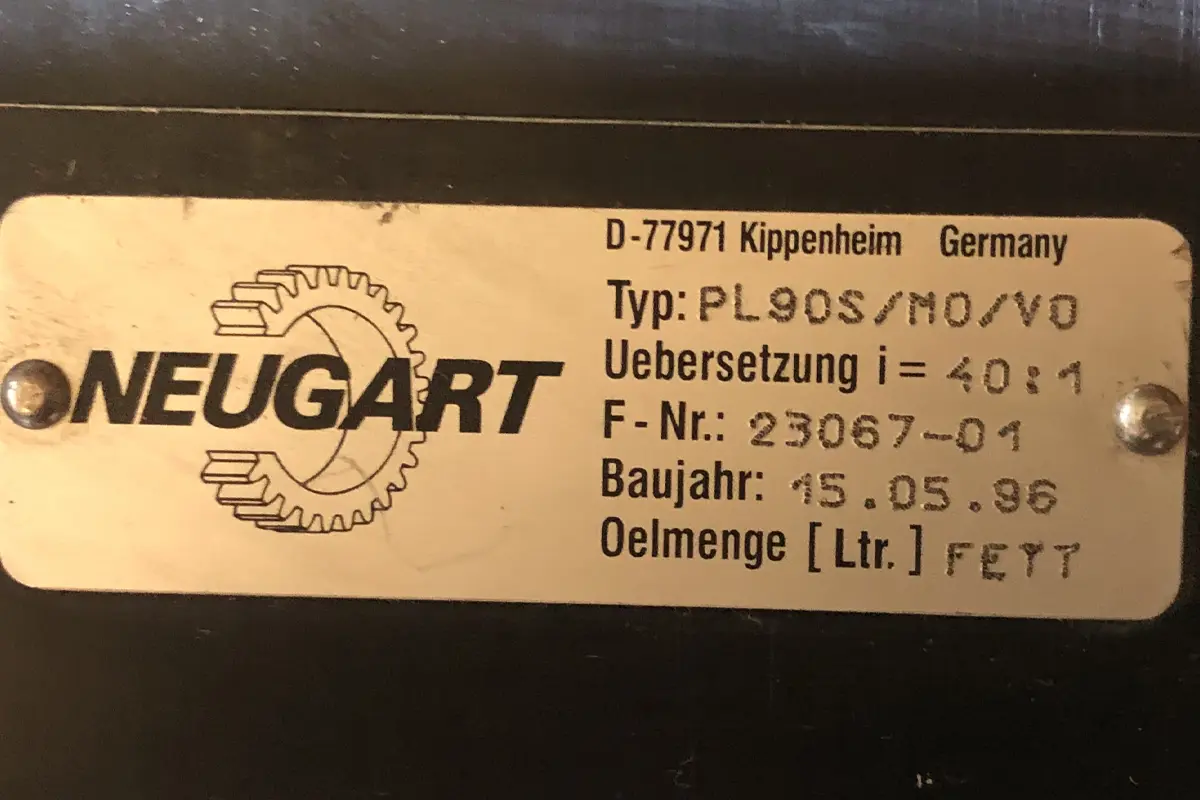 NEUGART
D-77971 Kippenheim Germany
Typ: PL90S/M0/V0
Uebersetzung i = 40:1
F-Nr.: 23067-01
Baujahr: 15.05.96
Oelmenge [Ltr.] FETT